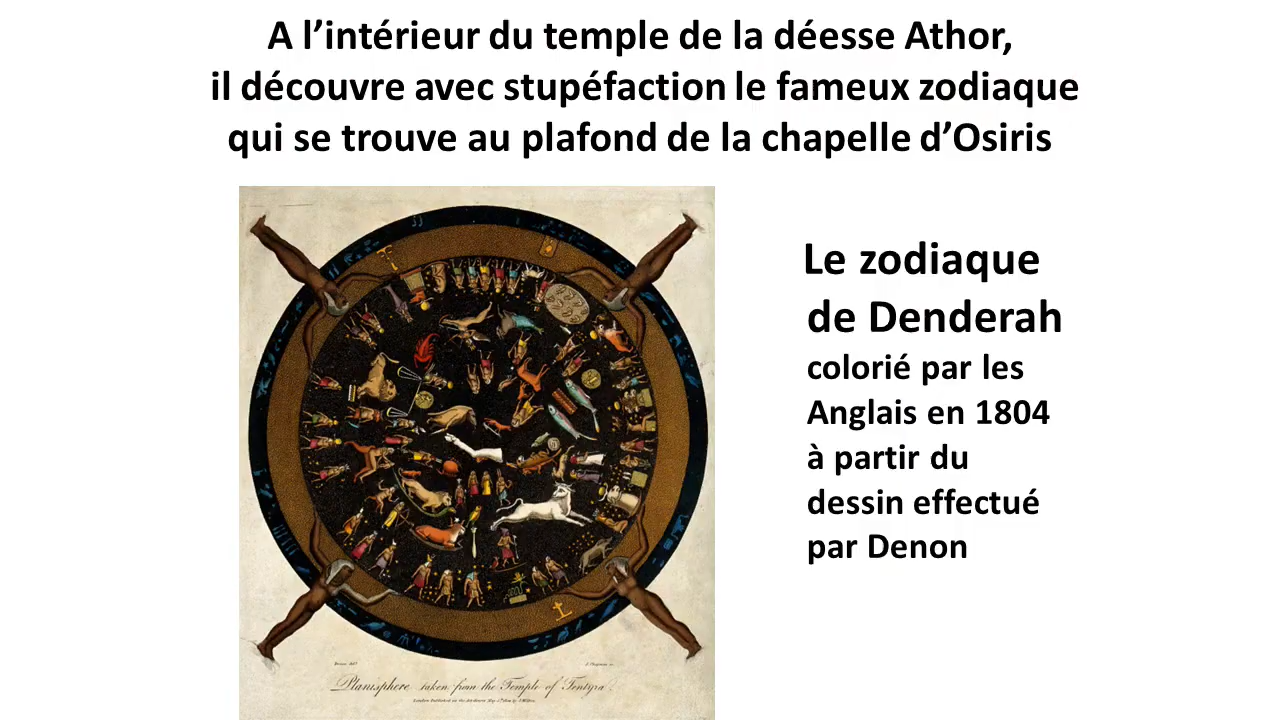 A l’intérieur du temple de la déesse Athor,
il découvre avec stupéfaction le fameux zodiaque
qui se trouve au plafond de la chapelle d’Osiris
Le zodiaque
de Denderah
colorié par les
Anglais en 1804
à partir du
dessin effectué
par Denon
Planisphere taken from the Temple of Tentyra.